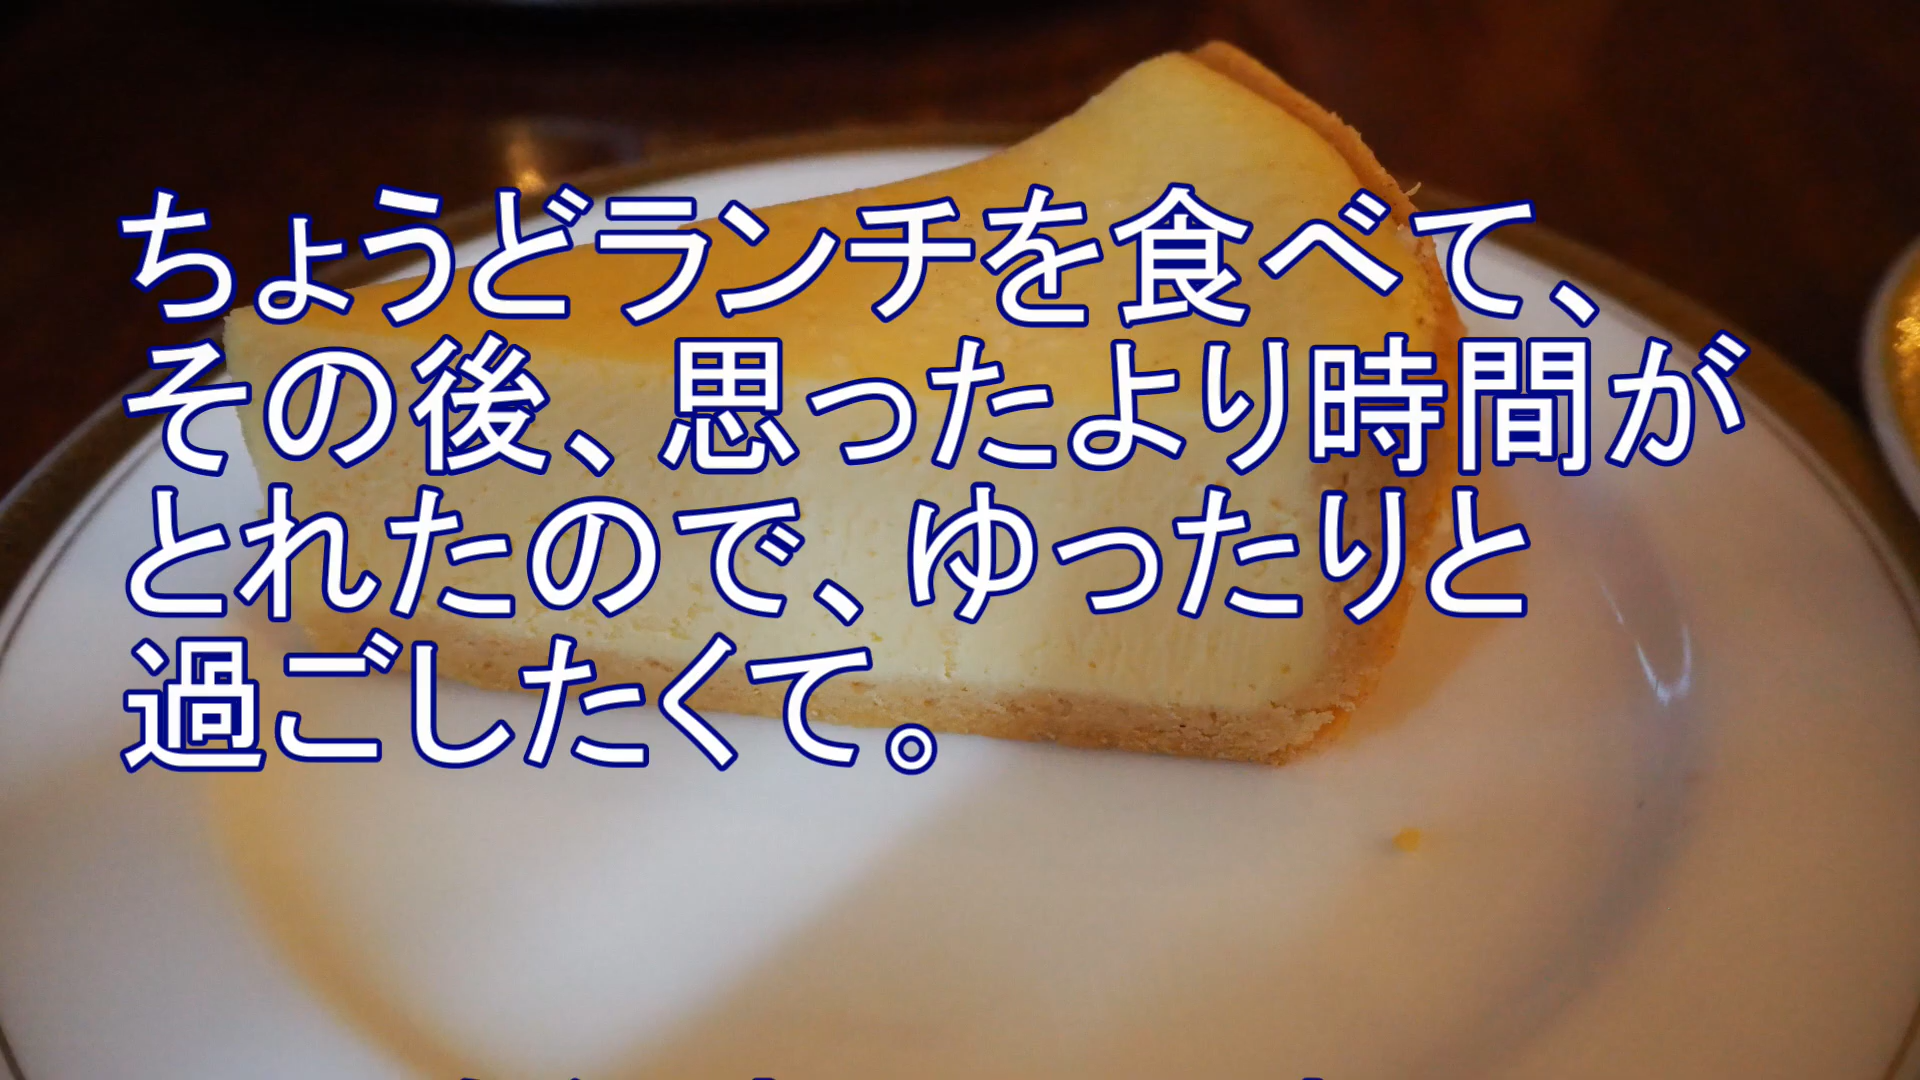 ちょうどランチを食べて、
その後、思ったより時間が
とれたので、ゆったりと
過ごしたくて。